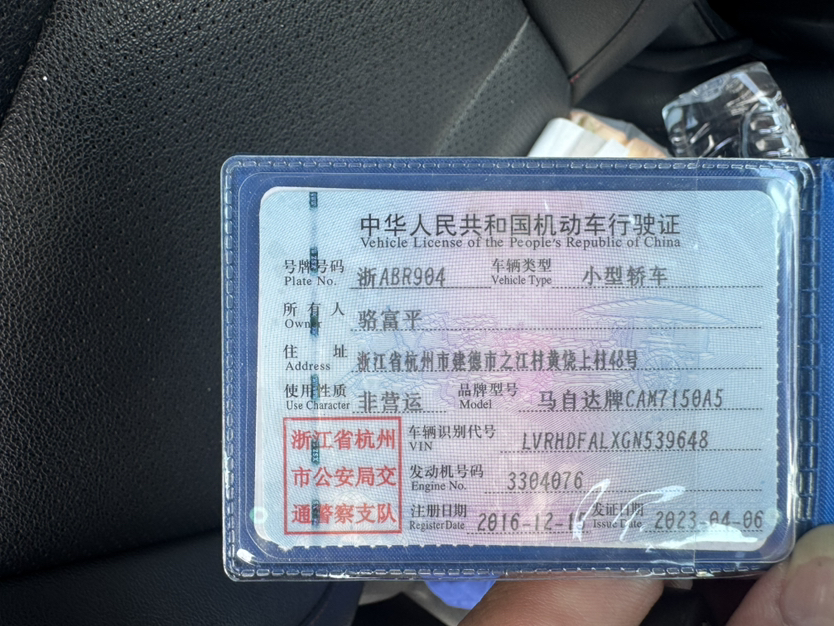 中华人民共和国机动车行驶证
Vehicle License of the People's Republic of China
号牌号码 浙ABR904 车辆类型 小型轿车
Plate No. Vehicle Type
所有人 骆富平
Owner
住址 浙江省杭州市建德市之江村黄饶上村48号
Address
使用性质 非营运 品牌型号 马自达牌CAM7150A5
Use Character Model
浙江省杭州 车辆识别代号 LVRHDFALXGN539648
VIN
市公安局交 发动机号码 3304076
Engine No.
通警察支队 注册日期 2016-12-15 发证日期 2023-04-06
Register Date Issue Date